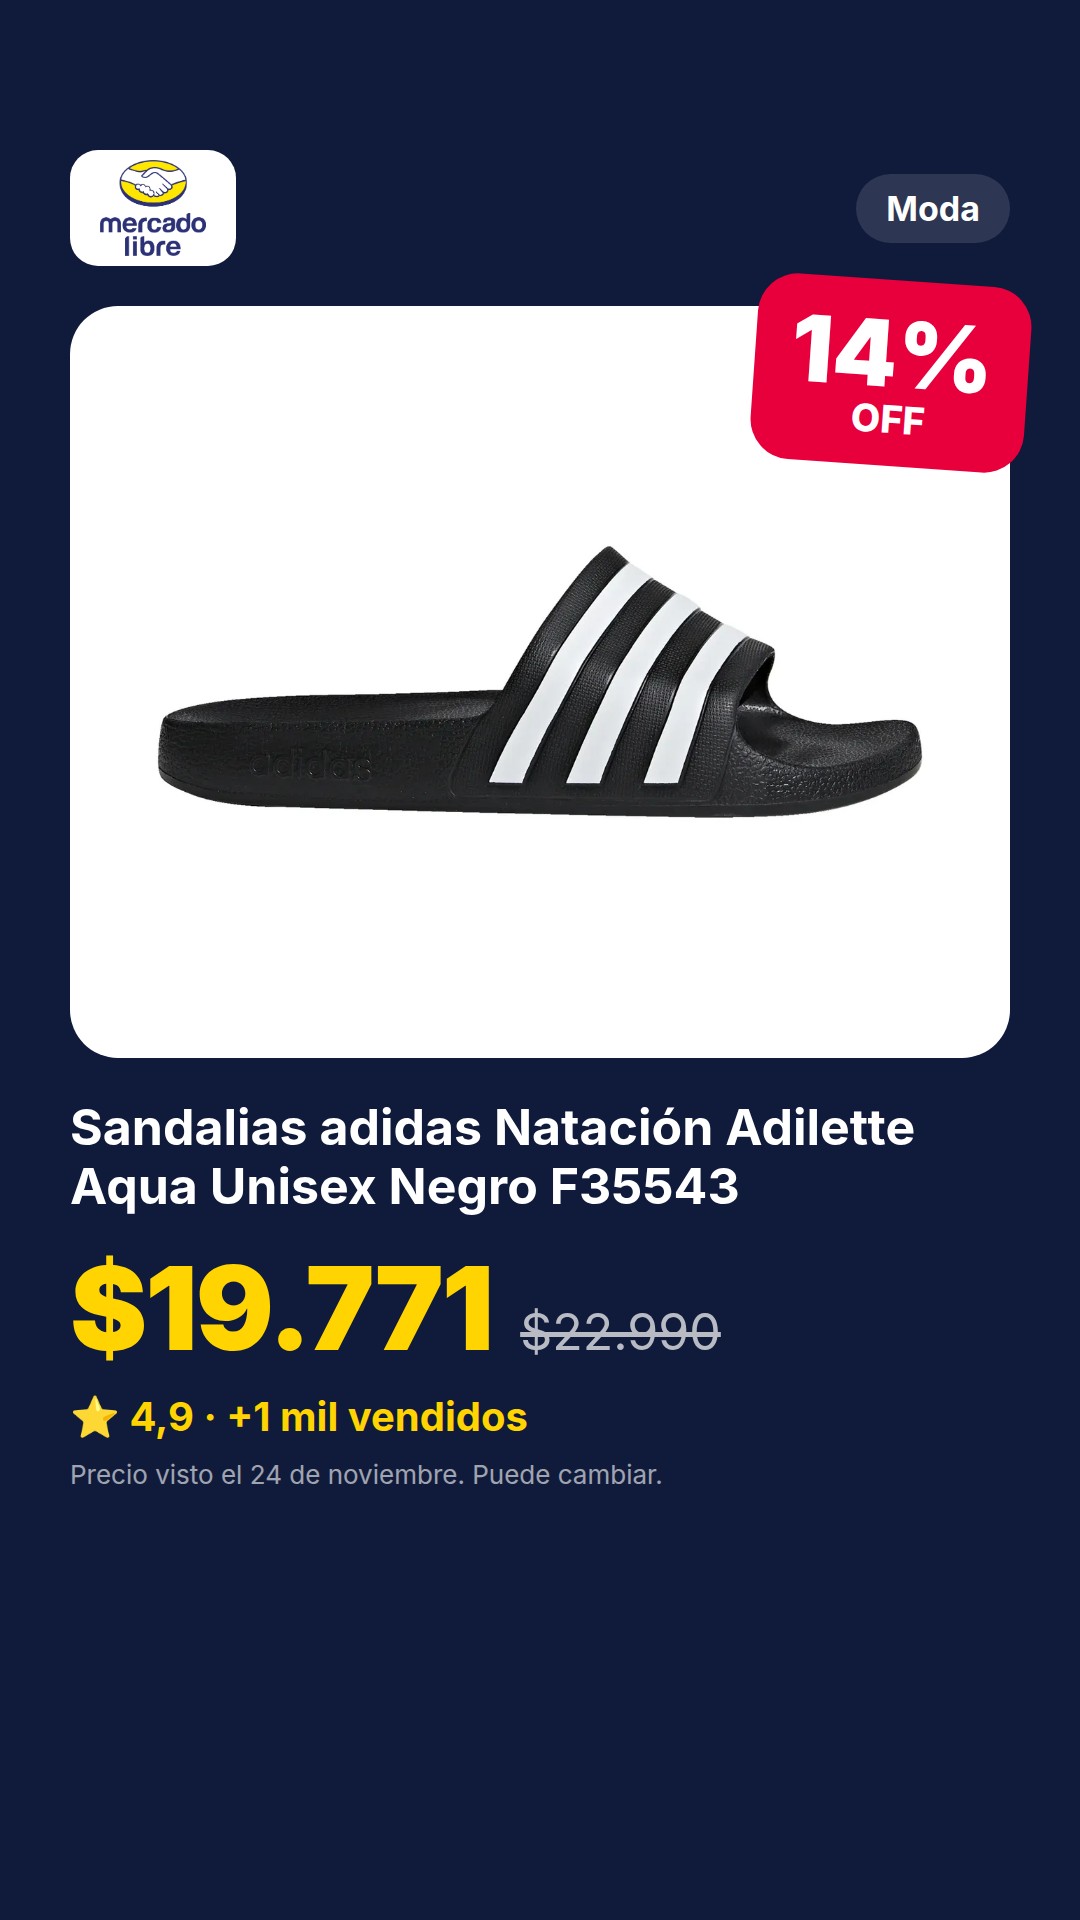 mercado
libre
Moda
14%
OFF
adidas
Sandalias adidas Natación Adilette
Aqua Unisex Negro F35543
$19.771 $22.990
⭐ 4,9 · +1 mil vendidos
Precio visto el 24 de noviembre. Puede cambiar.